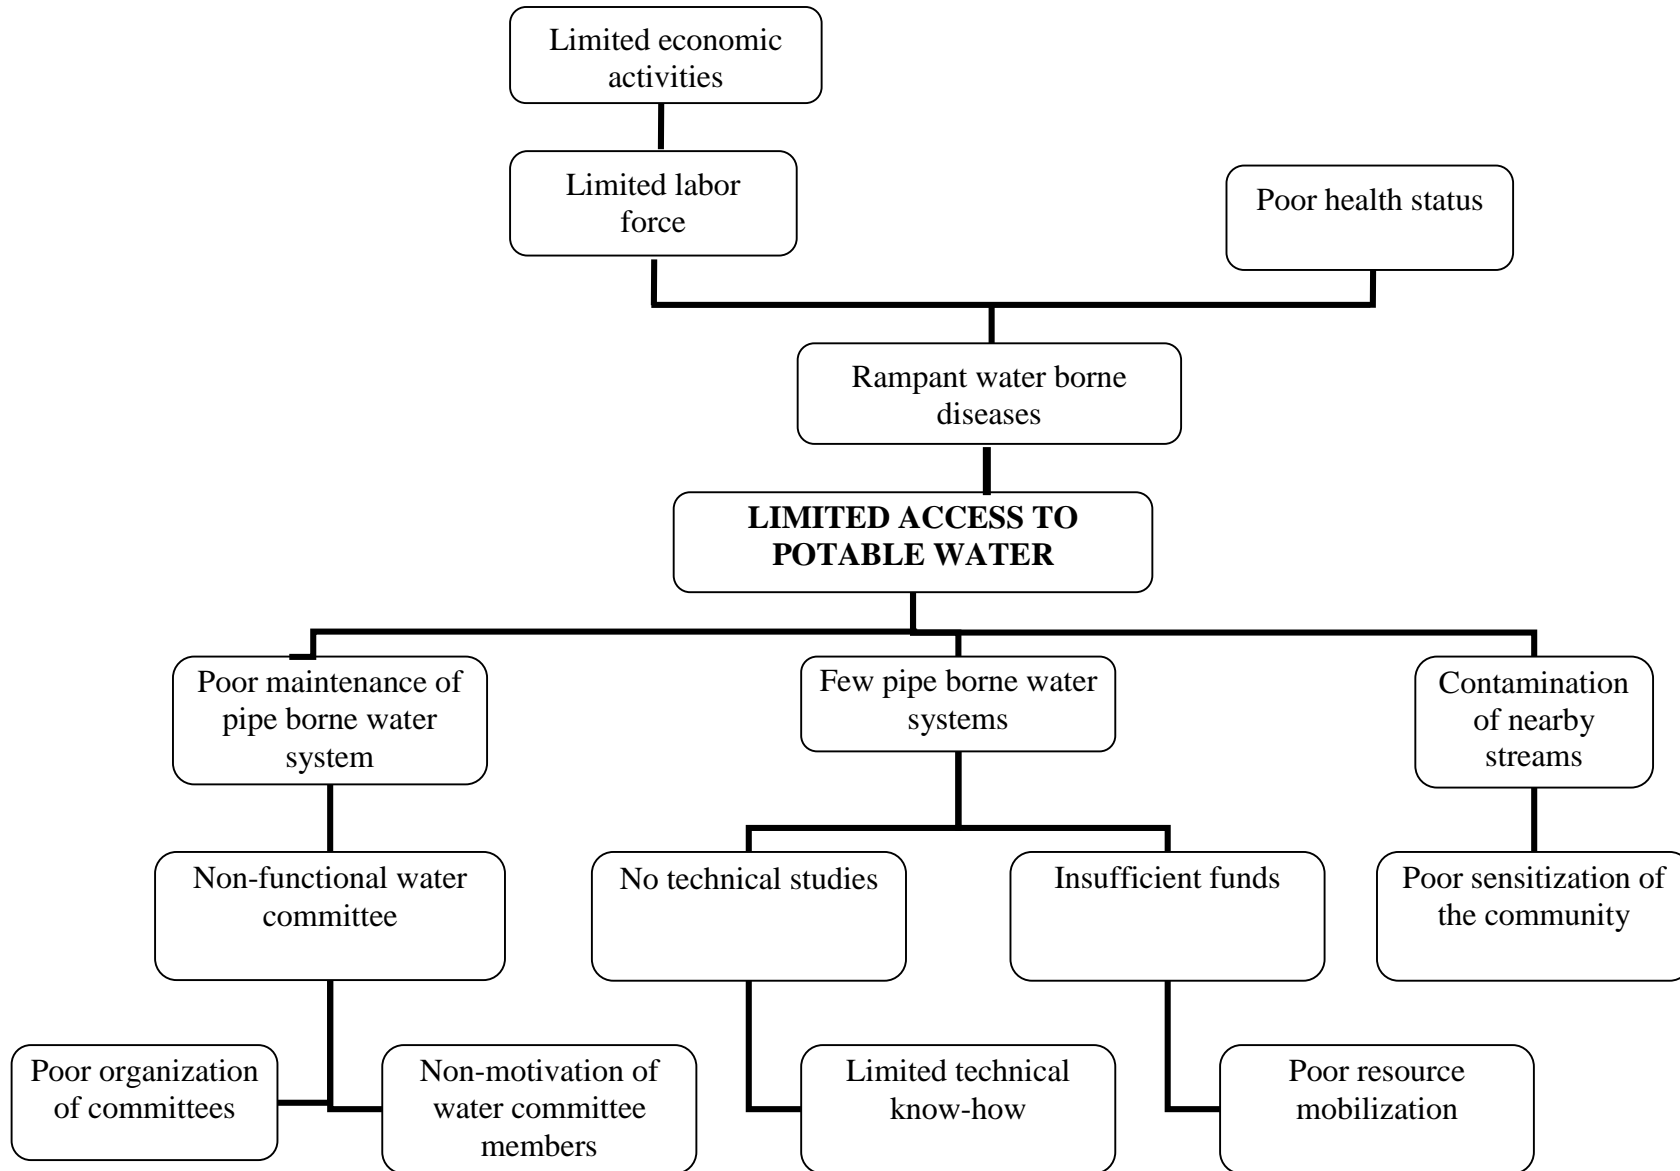 Limited economic
activities
Limited labor
force
Poor health status
Rampant water borne
diseases
LIMITED ACCESS TO
POTABLE WATER
Poor maintenance of
pipe borne water
system
Few pipe borne water
systems
Contamination
of nearby
streams
Non-functional water
committee
No technical studies
Insufficient funds
Poor sensitization of
the community
Poor organization
of committees
Non-motivation of
water committee
members
Limited technical
know-how
Poor resource
mobilization